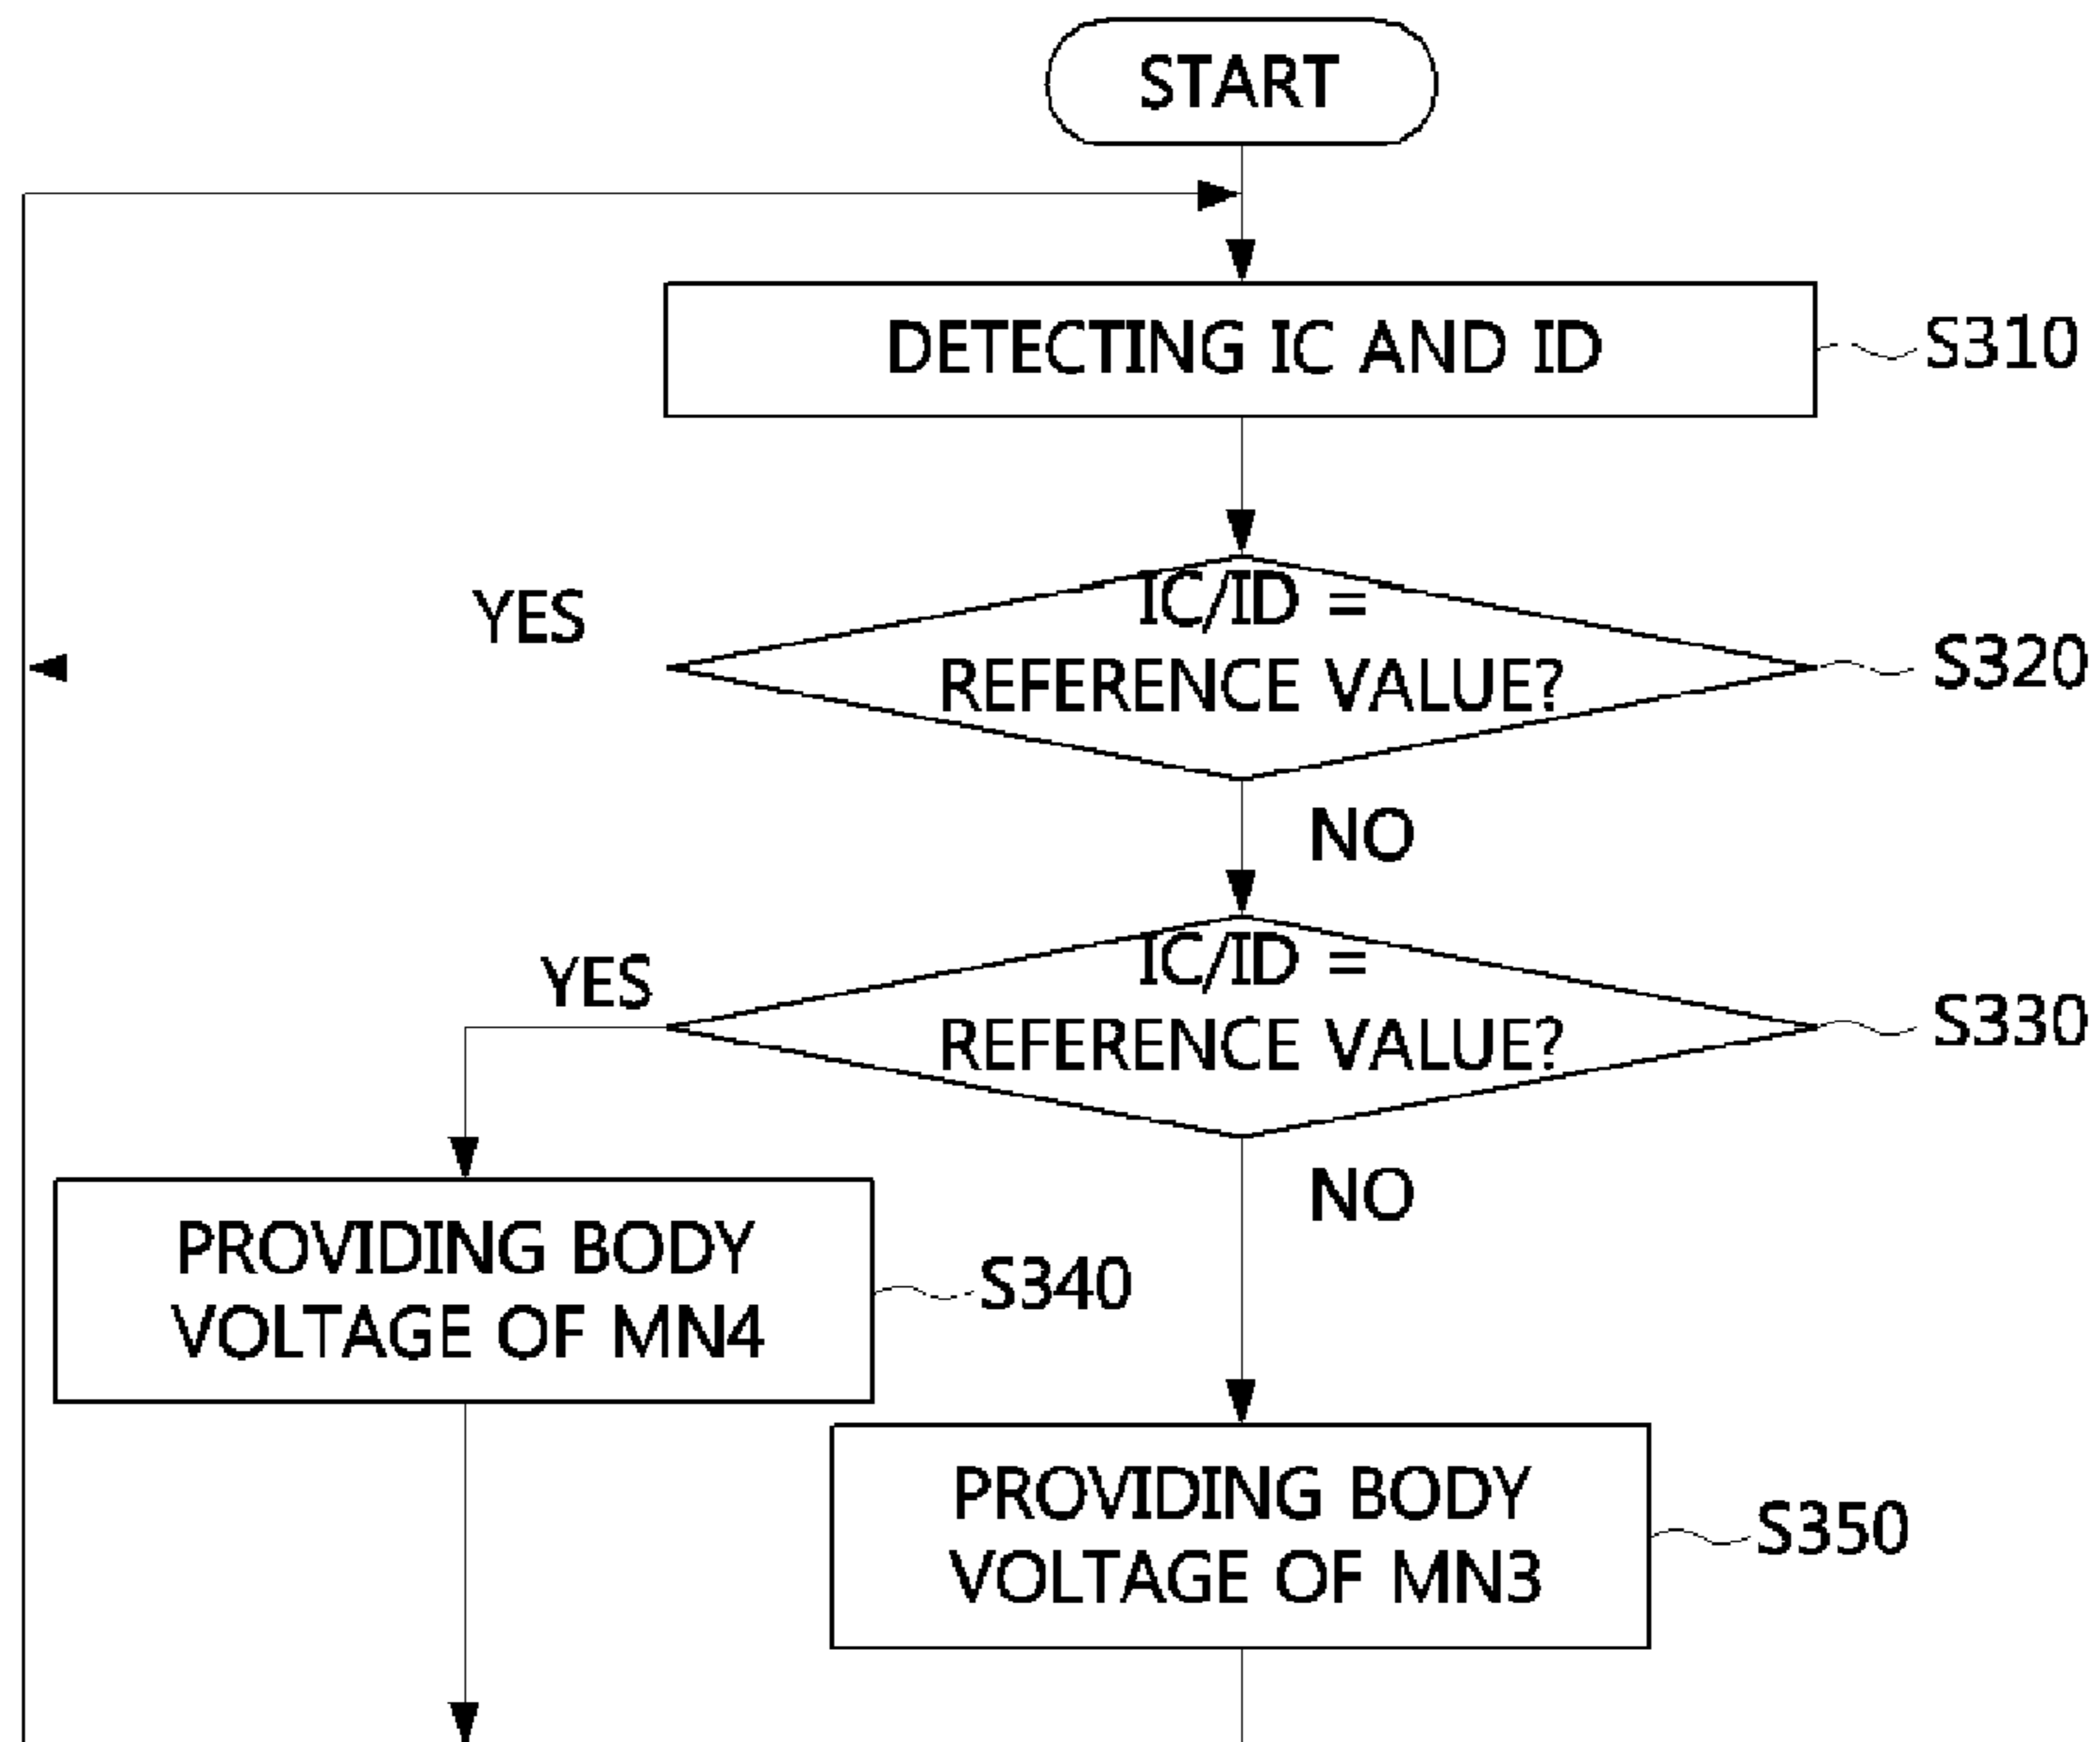 START
DETECTING IC AND ID
S310
YES
IC/ID =
REFERENCE VALUE?
S320
NO
YES
IC/ID =
REFERENCE VALUE?
S330
NO
PROVIDING BODY
VOLTAGE OF MN4
S340
PROVIDING BODY
VOLTAGE OF MN3
S350